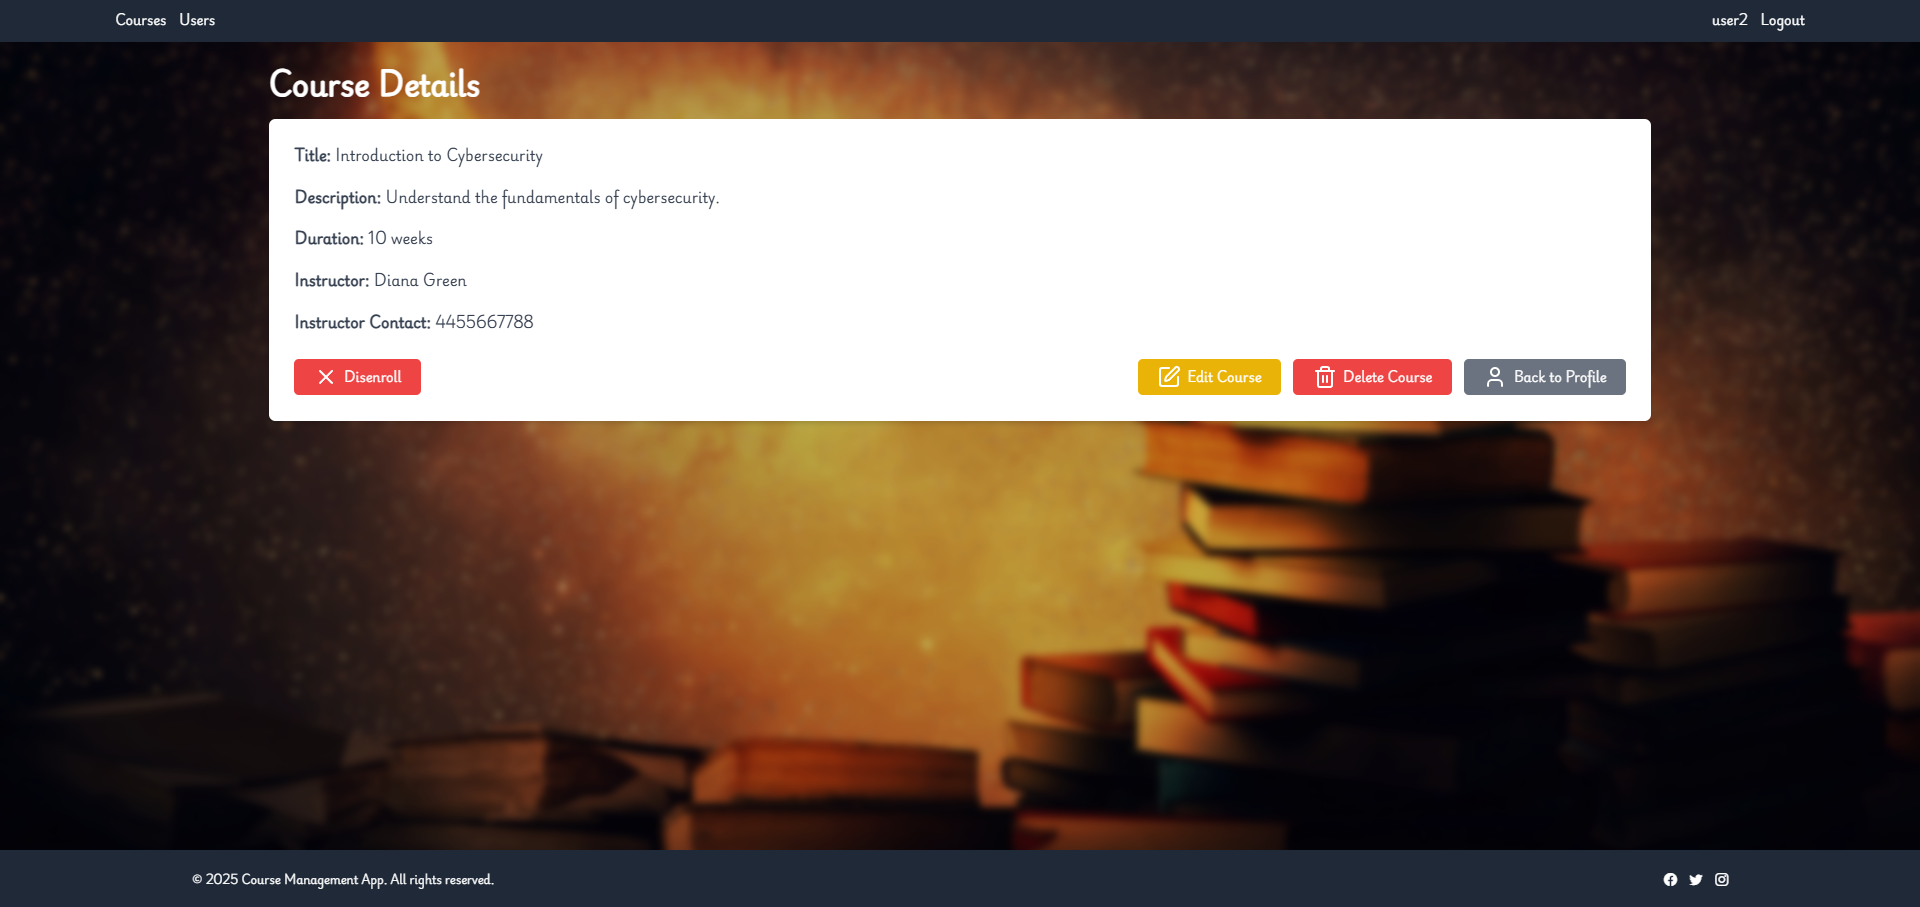 Courses Users user2 Logout
Course Details
Title: Introduction to Cybersecurity
Description: Understand the fundamentals of cybersecurity.
Duration: 10 weeks
Instructor: Diana Green
Instructor Contact: 4455667788
Disenroll Edit Course Delete Course Back to Profile
© 2025 Course Management App. All rights reserved.